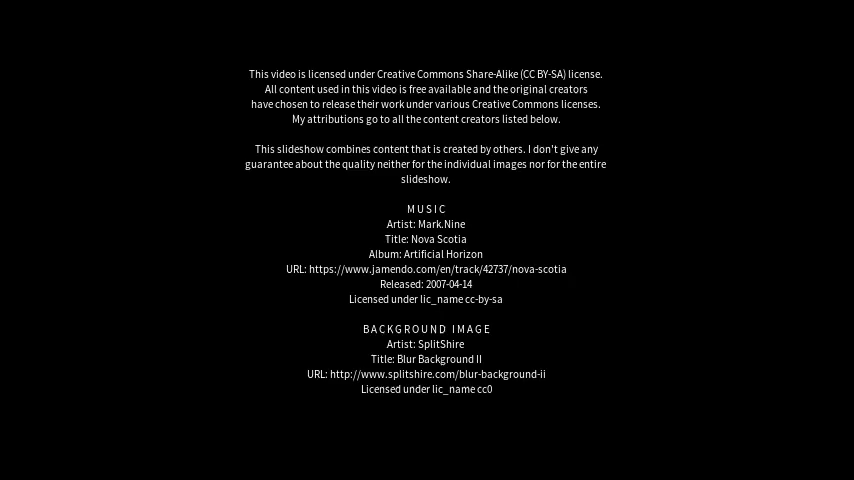 This video is licensed under Creative Commons Share-Alike (CC BY-SA) license.
All content used in this video is free available and the original creators
have chosen to release their work under various Creative Commons licenses.
My attributions go to all the content creators listed below.
This slideshow combines content that is created by others. I don't give any
guarantee about the quality neither for the individual images nor for the entire
slideshow.
MUSIC
Artist: Mark.Nine
Title: Nova Scotia
Album: Artificial Horizon
URL: https://www.jamendo.com/en/track/42737/nova-scotia
Released: 2007-04-14
Licensed under lic_name cc-by-sa
BACKGROUND IMAGE
Artist: SplitShire
Title: Blur Background II
URL: http://www.splitshire.com/blur-background-ii
Licensed under lic_name cc0